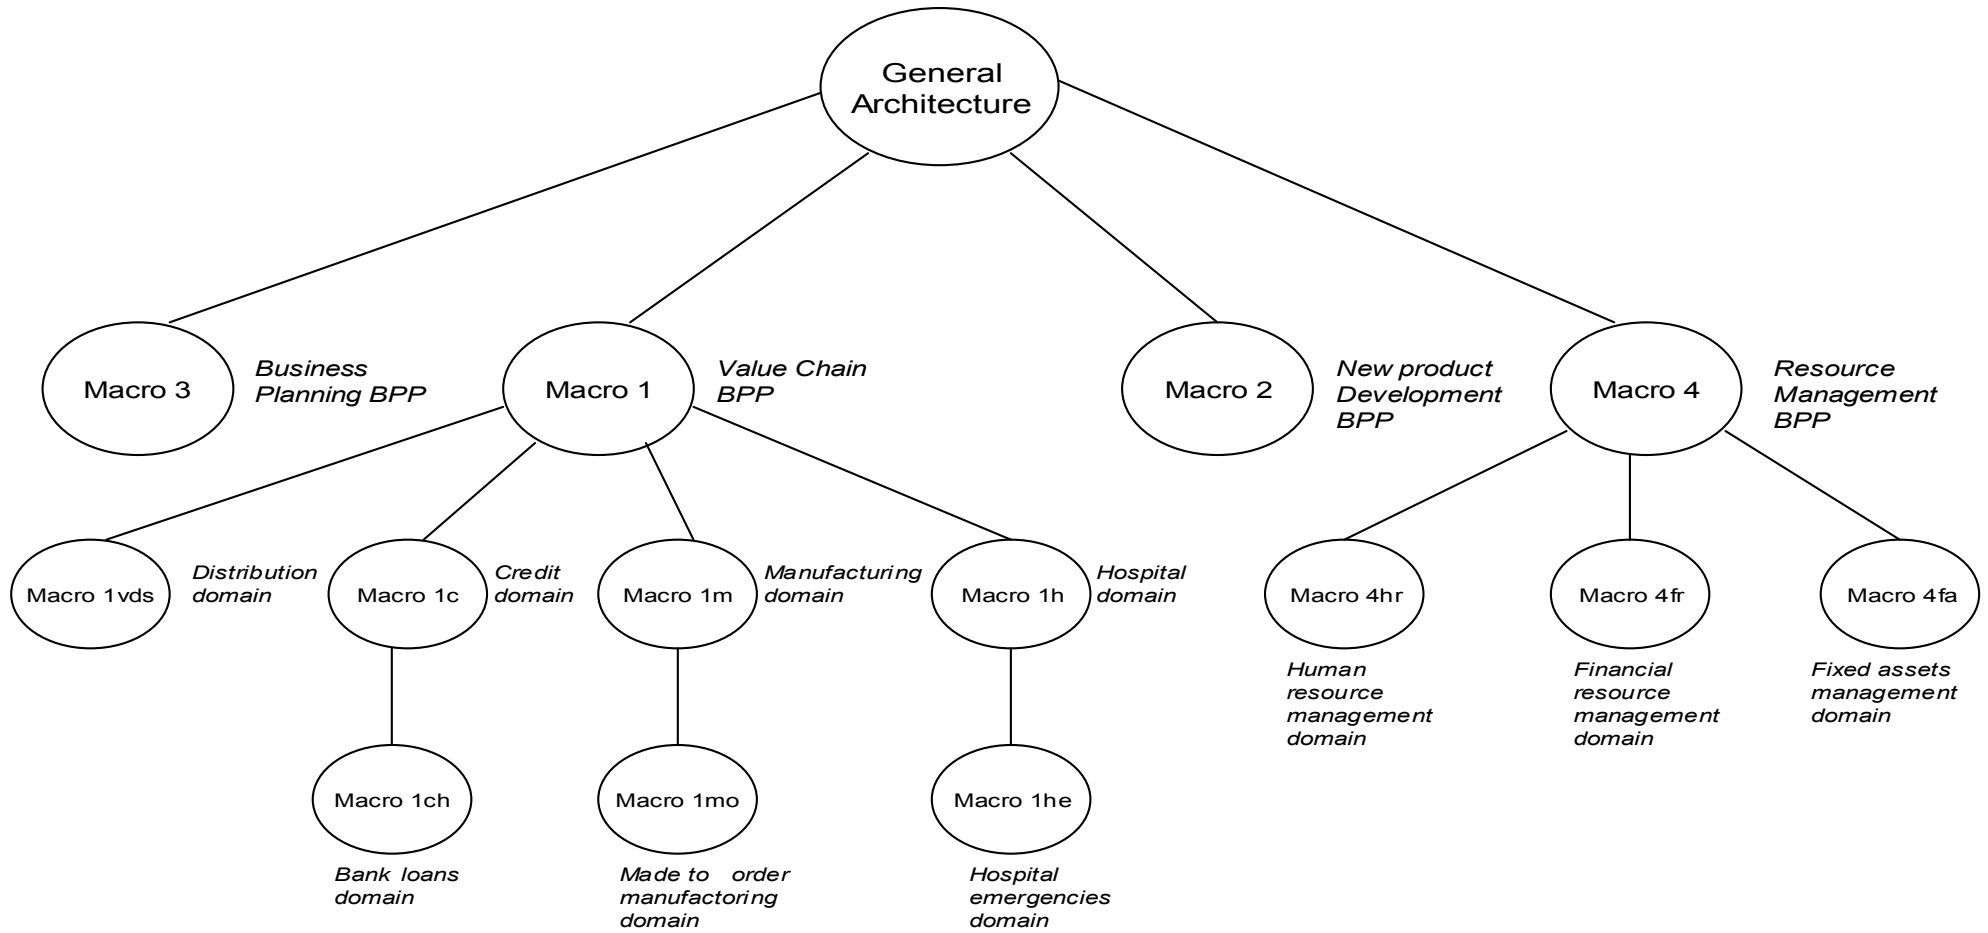 General
Architecture
Macro 3
Business
Planning BPP
Macro 1
Value Chain
BPP
Macro 2
New product
Development
BPP
Macro 4
Resource
Management
BPP
Macro 1vds
Distribution
domain
Macro 1c
Credit
domain
Macro 1m
Manufacturing
domain
Macro 1h
Hospital
domain
Macro 4hr
Human
resource
management
domain
Macro 4fr
Financial
resource
management
domain
Macro 4fa
Fixed assets
management
domain
Macro 1ch
Bank loans
domain
Macro 1mo
Made to order
manufactoring
domain
Macro 1he
Hospital
emergencies
domain